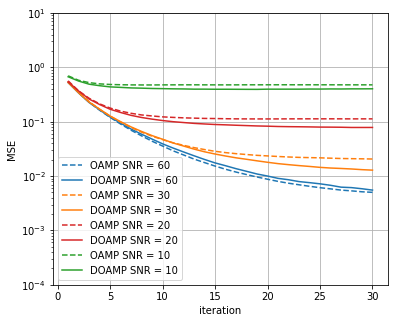 10^1
10^0
10^-1
10^-2
10^-3
10^-4
MSE
OAMP SNR = 60
DOAMP SNR = 60
OAMP SNR = 30
DOAMP SNR = 30
OAMP SNR = 20
DOAMP SNR = 20
OAMP SNR = 10
DOAMP SNR = 10
0 5 10 15 20 25 30
iteration